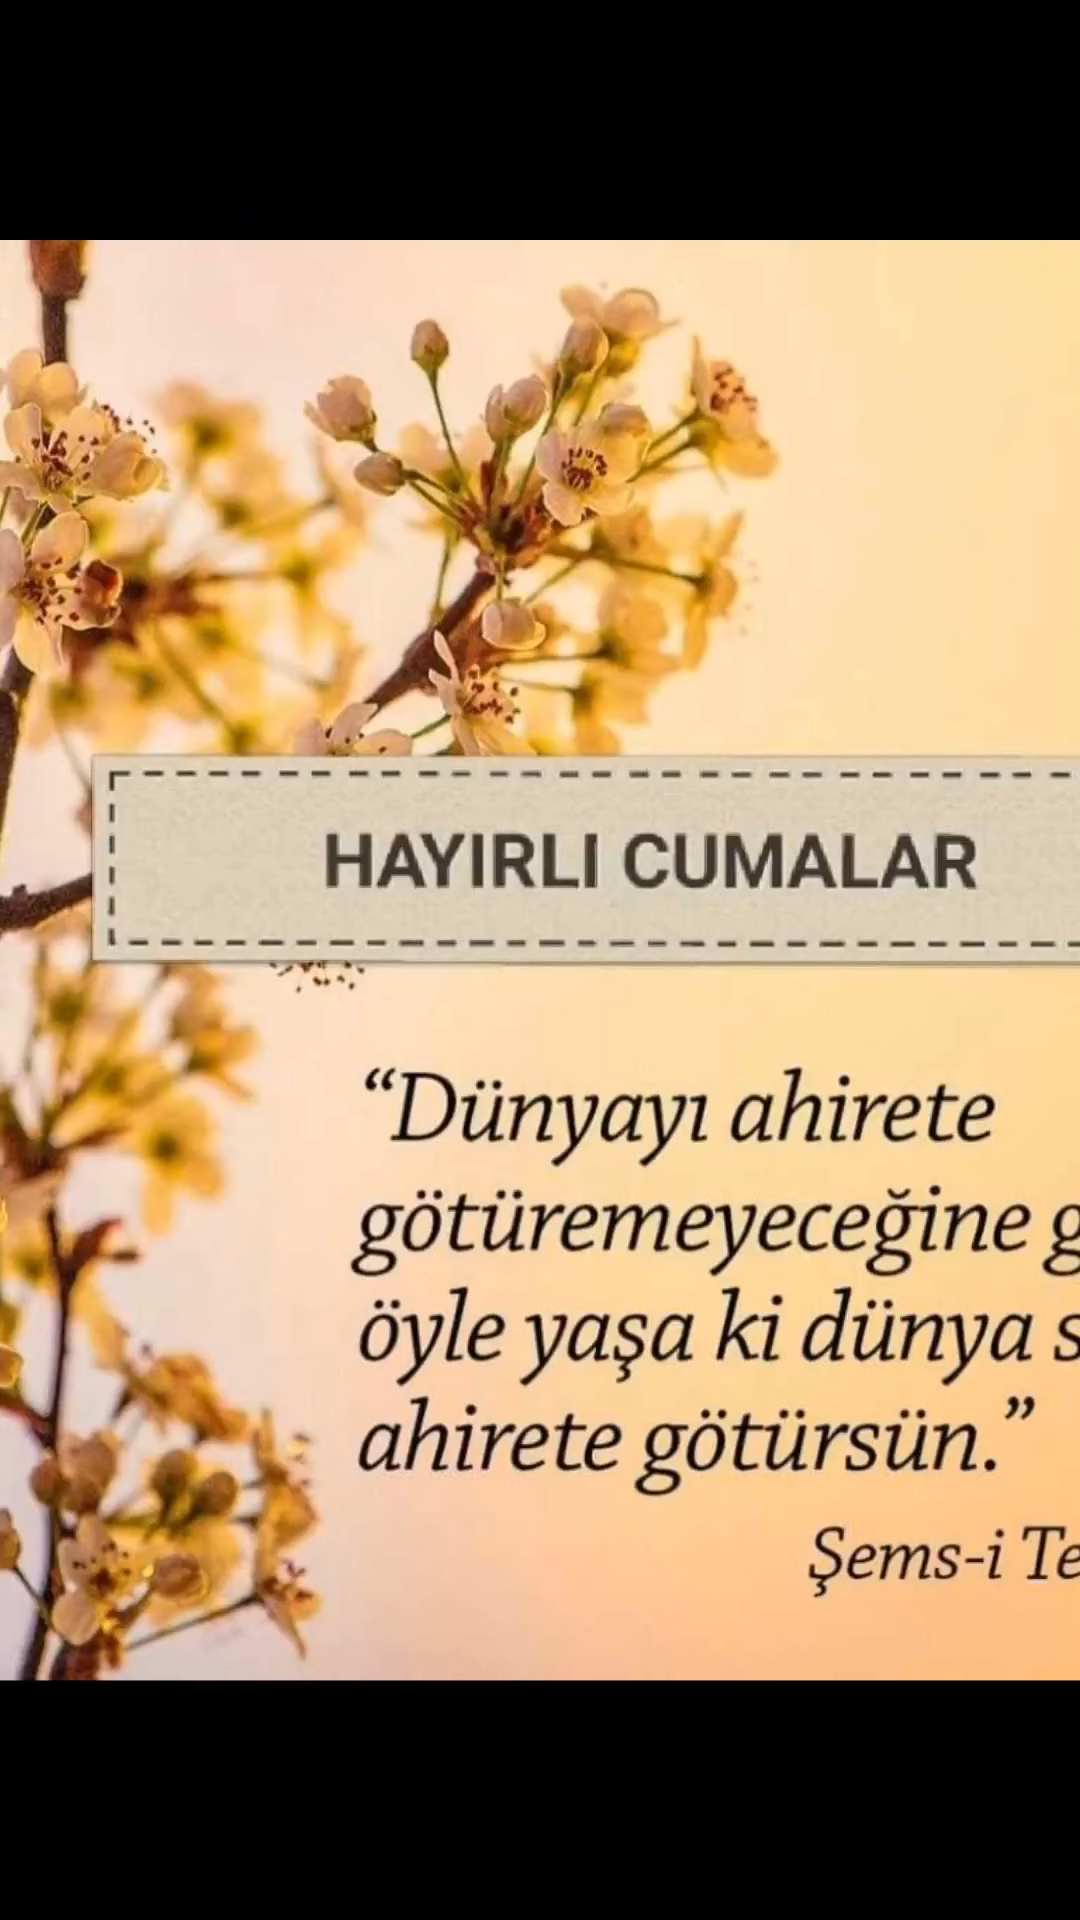 HAYIRLI CUMALAR
“Dünyayı ahirete
götüremeyeceğine
öyle yaşa ki dünya
ahirete götürsün.”
Şems-i